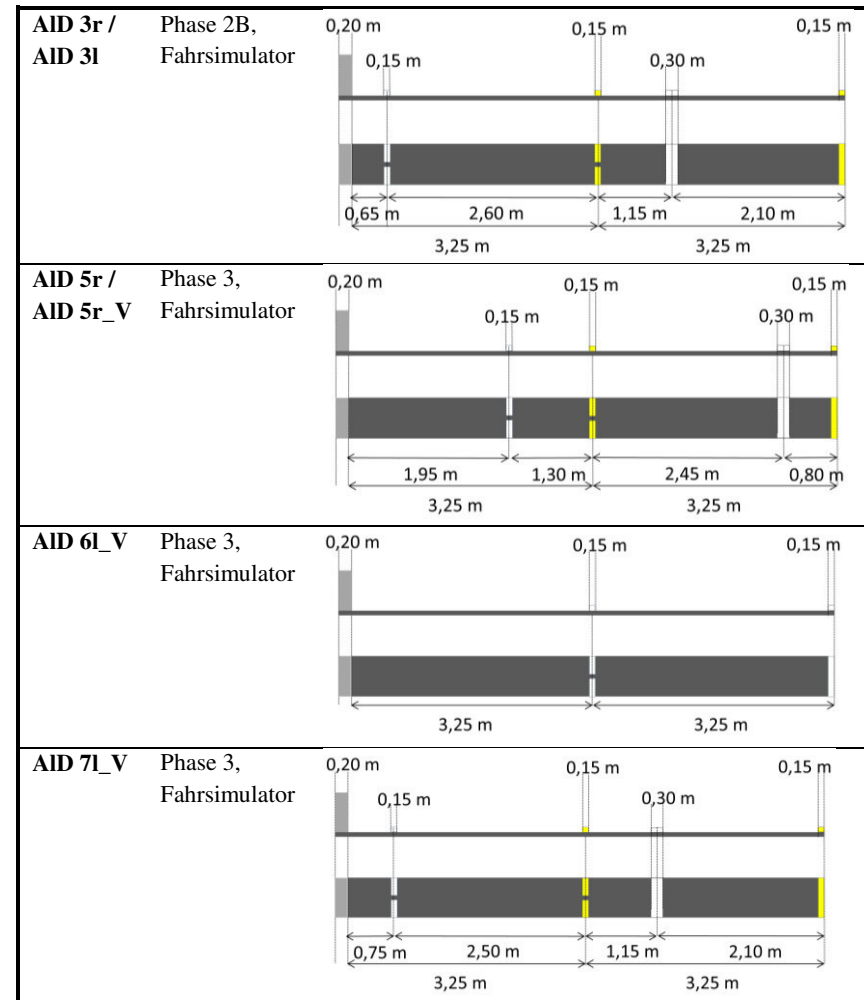 AlD 3r /
AlD 3l
Phase 2B,
Fahrsimulator
0,20 m
0,15 m
0,15 m
0,15 m
0,30 m
0,65 m
2,60 m
1,15 m
2,10 m
3,25 m
3,25 m
AlD 5r /
AlD 5r_V
Phase 3,
Fahrsimulator
0,20 m
0,15 m
0,15 m
0,15 m
0,30 m
1,95 m
1,30 m
2,45 m
0,80 m
3,25 m
3,25 m
AlD 6l_V
Phase 3,
Fahrsimulator
0,20 m
0,15 m
0,15 m
3,25 m
3,25 m
AlD 7l_V
Phase 3,
Fahrsimulator
0,20 m
0,15 m
0,15 m
0,15 m
0,30 m
0,75 m
2,50 m
1,15 m
2,10 m
3,25 m
3,25 m